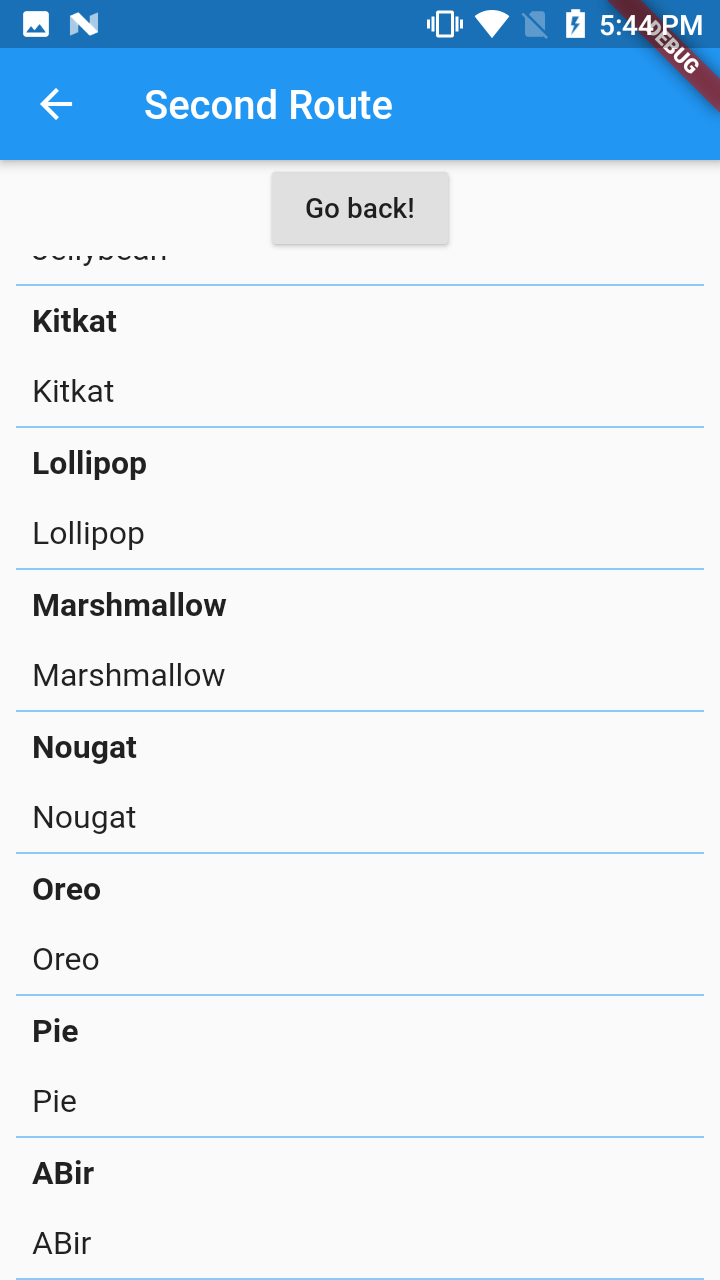 5:44 PM
DEBUG
Second Route
Go back!
Jellybean
Kitkat
Kitkat
Lollipop
Lollipop
Marshmallow
Marshmallow
Nougat
Nougat
Oreo
Oreo
Pie
Pie
ABir
ABir